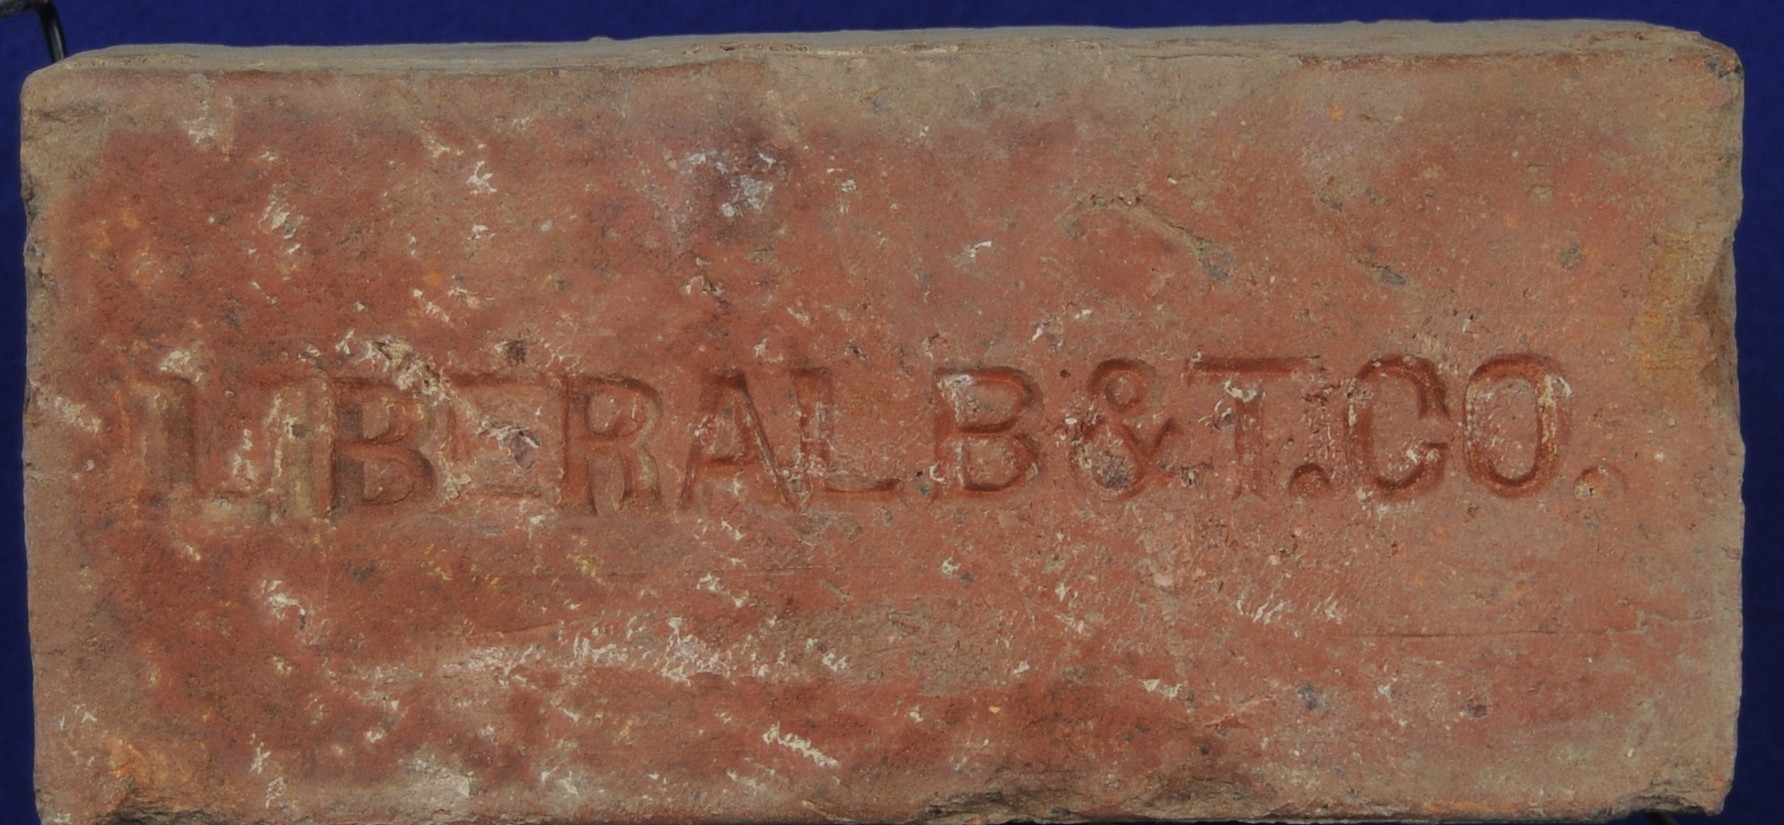 LIBERAL B & T. CO.